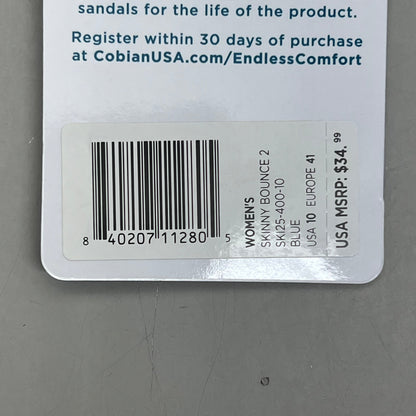 sandals for the life of the product.
Register within 30 days of purchase
at CobianUSA.com/EndlessComfort
8 40207 11280 5
WOMEN'S
SKINNY BOUNCE 2
SKI25-400-10
BLUE
USA 10 EUROPE 41
USA MSRP: $34.99